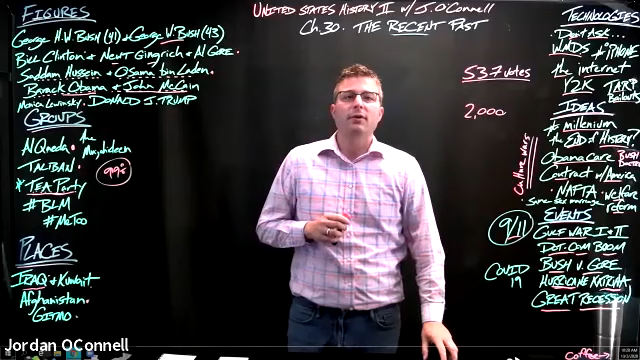 FIGURES
George H.W. BUSH (41) + George W. BUSH (43)
Bill Clinton + Newt Gingrich + Al Gore.
Saddam Hussein + Osama bin Laden.
Barack Obama + John McCain
Monica Lewinsky. DONALD J. TRUMP
GROUPS
Al Qaeda. the Mujahideen
TALIBAN.
99%
* TEA Party
#BLM
#MeToo
PLACES
IRAQ + Kuwait
Afghanistan.
GITMO.
Jordan OConnell
UNITED STATES HISTORY II w/ J. O'Connell
Ch. 30. THE RECENT PAST
537 votes
2,000
Culture wars
9/11
COVID
19
TECHNOLOGIES
Don't Ask...
WMDs + iPHONE
the internet
Y2K TARP
Bailouts
IDEAS
millenium
the END of HISTORY?
Obamacare BUSH
Contract w/ America
NAFTA welfare
Same-sex marriage reform
EVENTS
GULF WAR I + II
DOT.COM BOOM
BUSH v. GORE
HURRICANE KATRINA
GREAT RECESSION
Coffee →